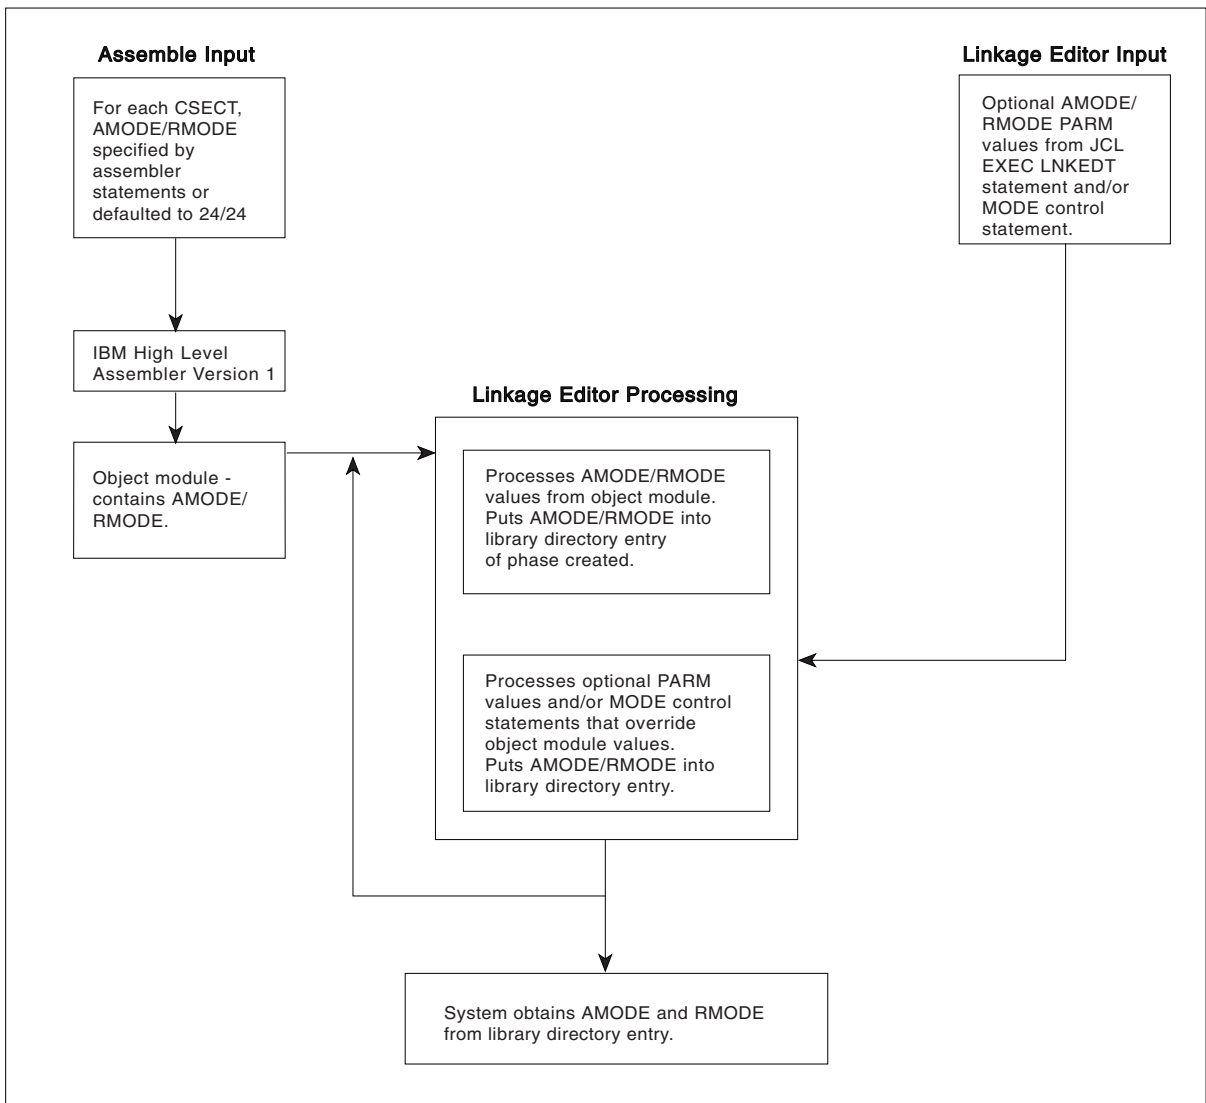 Assemble Input
For each CSECT,
AMODE/RMODE
specified by
assembler
statements or
defaulted to 24/24
IBM High Level
Assembler Version 1
Object module -
contains AMODE/
RMODE.
Linkage Editor Input
Optional AMODE/
RMODE PARM
values from JCL
EXEC LNKEDT
statement and/or
MODE control
statement.
Linkage Editor Processing
Processes AMODE/RMODE
values from object module.
Puts AMODE/RMODE into
library directory entry
of phase created.
Processes optional PARM
values and/or MODE control
statements that override
object module values.
Puts AMODE/RMODE into
library directory entry.
System obtains AMODE and RMODE
from library directory entry.